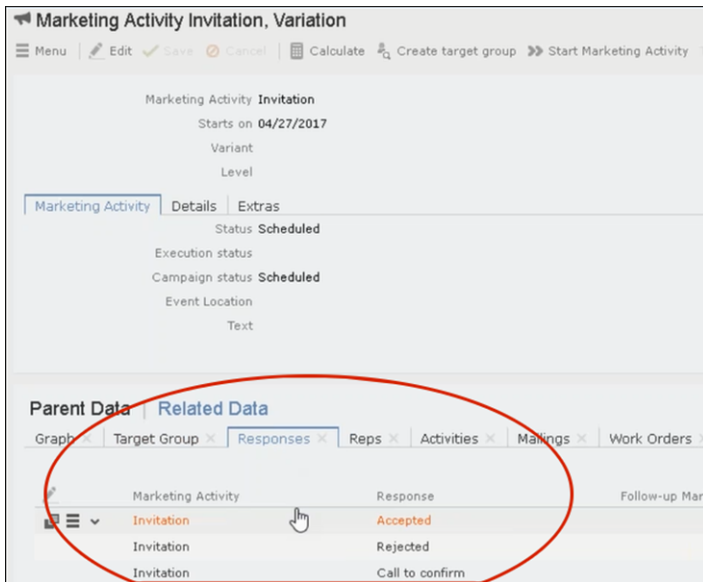 Marketing Activity Invitation, Variation
Menu Edit Save Cancel Calculate Create target group Start Marketing Activity
Marketing Activity Invitation
Starts on 04/27/2017
Variant
Level
Marketing Activity Details Extras
Status Scheduled
Execution status
Campaign status Scheduled
Event Location
Text
Parent Data Related Data
Graph Target Group Responses Reps Activities Mailings Work Orders
Marketing Activity Response Follow-up Mar
Invitation Accepted
Invitation Rejected
Invitation Call to confirm